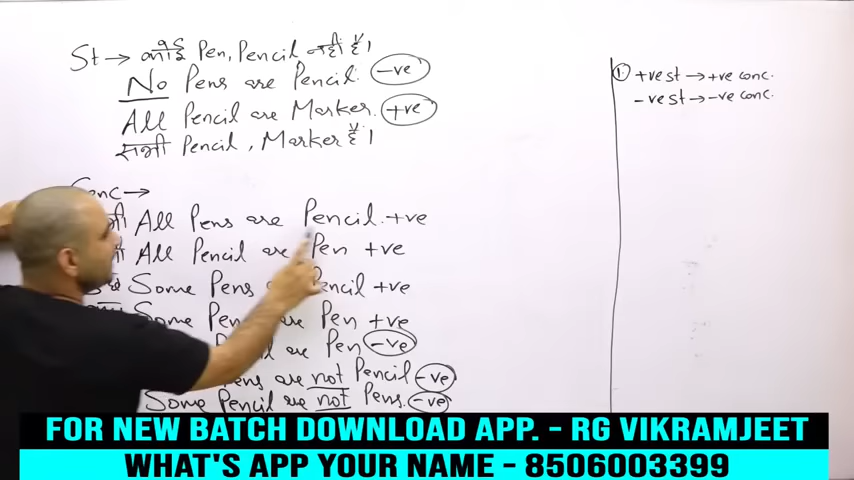 St → कोई Pen, Pencil नहीं है।
No Pens are Pencil. -ve
All Pencil are Marker. +ve
सभी Pencil, Marker है।
Conc →
All Pens are Pencil. +ve
All Pencil are Pen +ve
Some Pens Pencil +ve
Some Pen are Pen +ve
are Pen -ve
Pens are not Pencil -ve
Some Pencil are not Pens. -ve
1. +ve st → +ve conc.
-ve st → -ve conc.
FOR NEW BATCH DOWNLOAD APP. - RG VIKRAMJEET
WHAT'S APP YOUR NAME - 8506003399